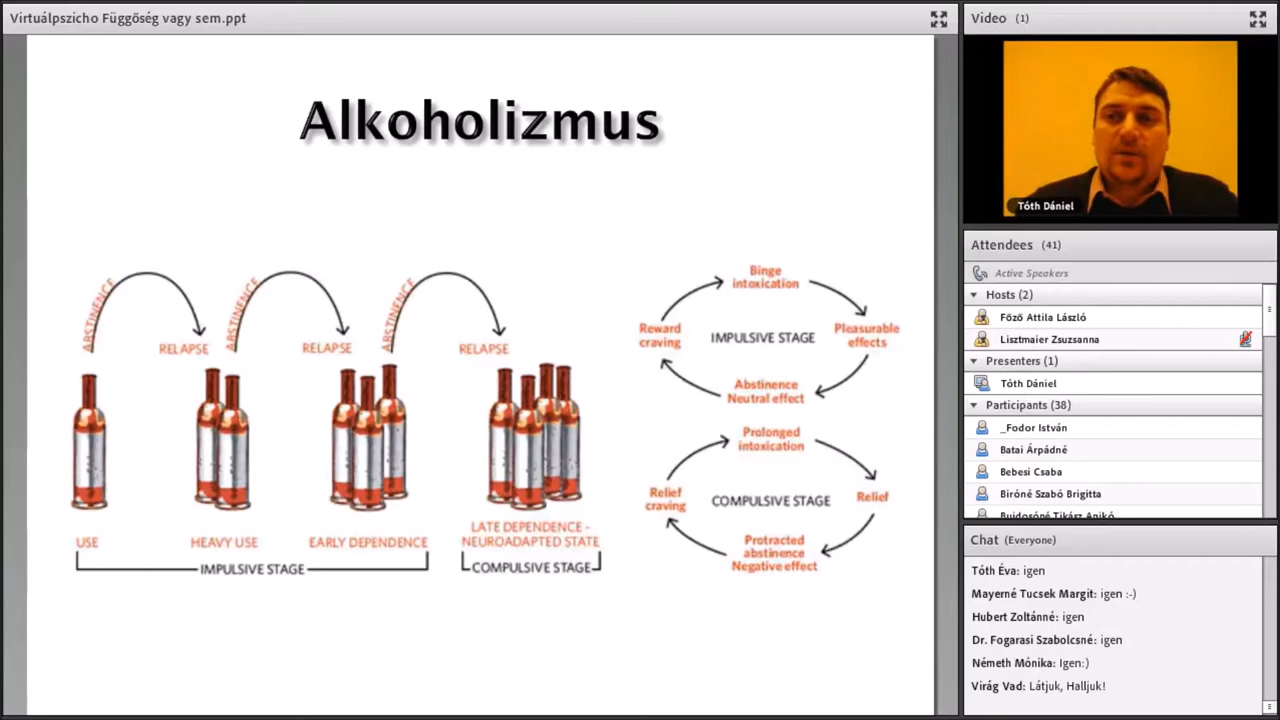 Virtuálpszicho Függőség vagy sem.ppt
Alkoholizmus
ABSTINENCE
RELAPSE
ABSTINENCE
RELAPSE
ABSTINENCE
RELAPSE
USE
HEAVY USE
EARLY DEPENDENCE
LATE DEPENDENCE -
NEUROADAPTED STATE
IMPULSIVE STAGE
COMPULSIVE STAGE
Binge
intoxication
Reward
craving
IMPULSIVE STAGE
Pleasurable
effects
Abstinence
Neutral effect
Prolonged
intoxication
Relief
craving
COMPULSIVE STAGE
Relief
Protracted
abstinence
Negative effect
Video (1)
Tóth Dániel
Attendees (41)
Active Speakers
Hosts (2)
Főző Attila László
Lisztmaier Zsuzsanna
Presenters (1)
Tóth Dániel
Participants (38)
_Fodor István
Batai Árpádné
Bebesi Csaba
Biróné Szabó Brigitta
Bujdosóné Tikász Anikó
Chat (Everyone)
Tóth Éva: igen
Mayerné Tucsek Margit: igen :-)
Hubert Zoltánné: igen
Dr. Fogarasi Szabolcsné: igen
Németh Mónika: Igen:)
Virág Vad: Látjuk, Halljuk!